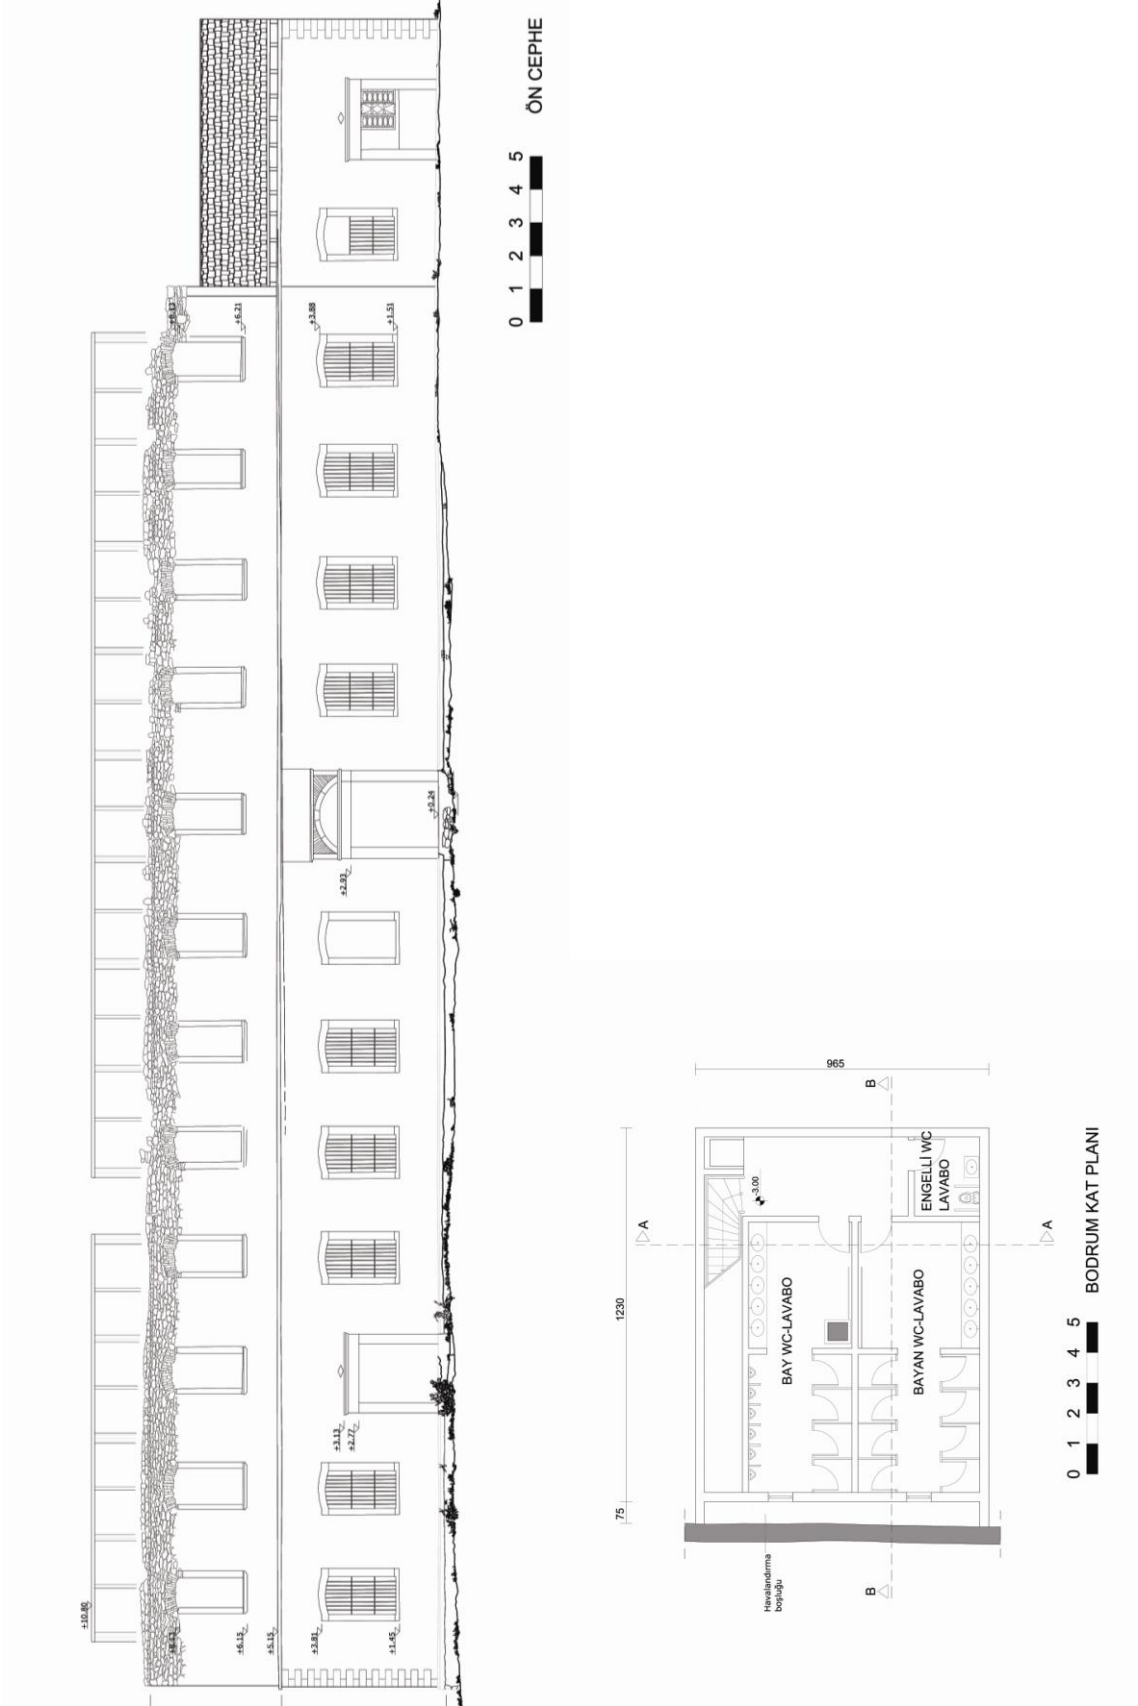 ÖN CEPHE
0 1 2 3 4 5
+10.80
+6.21
+3.88
+1.51
+0.24
+2.93
+3.13
+2.77
+6.15
+5.15
+3.81
+1.45
BODRUM KAT PLANI
0 1 2 3 4 5
965
1230
75
A
A
B
B
-3.00
ENGELLİ WC
LAVABO
BAY WC-LAVABO
BAYAN WC-LAVABO
Havalandırma
boşluğu